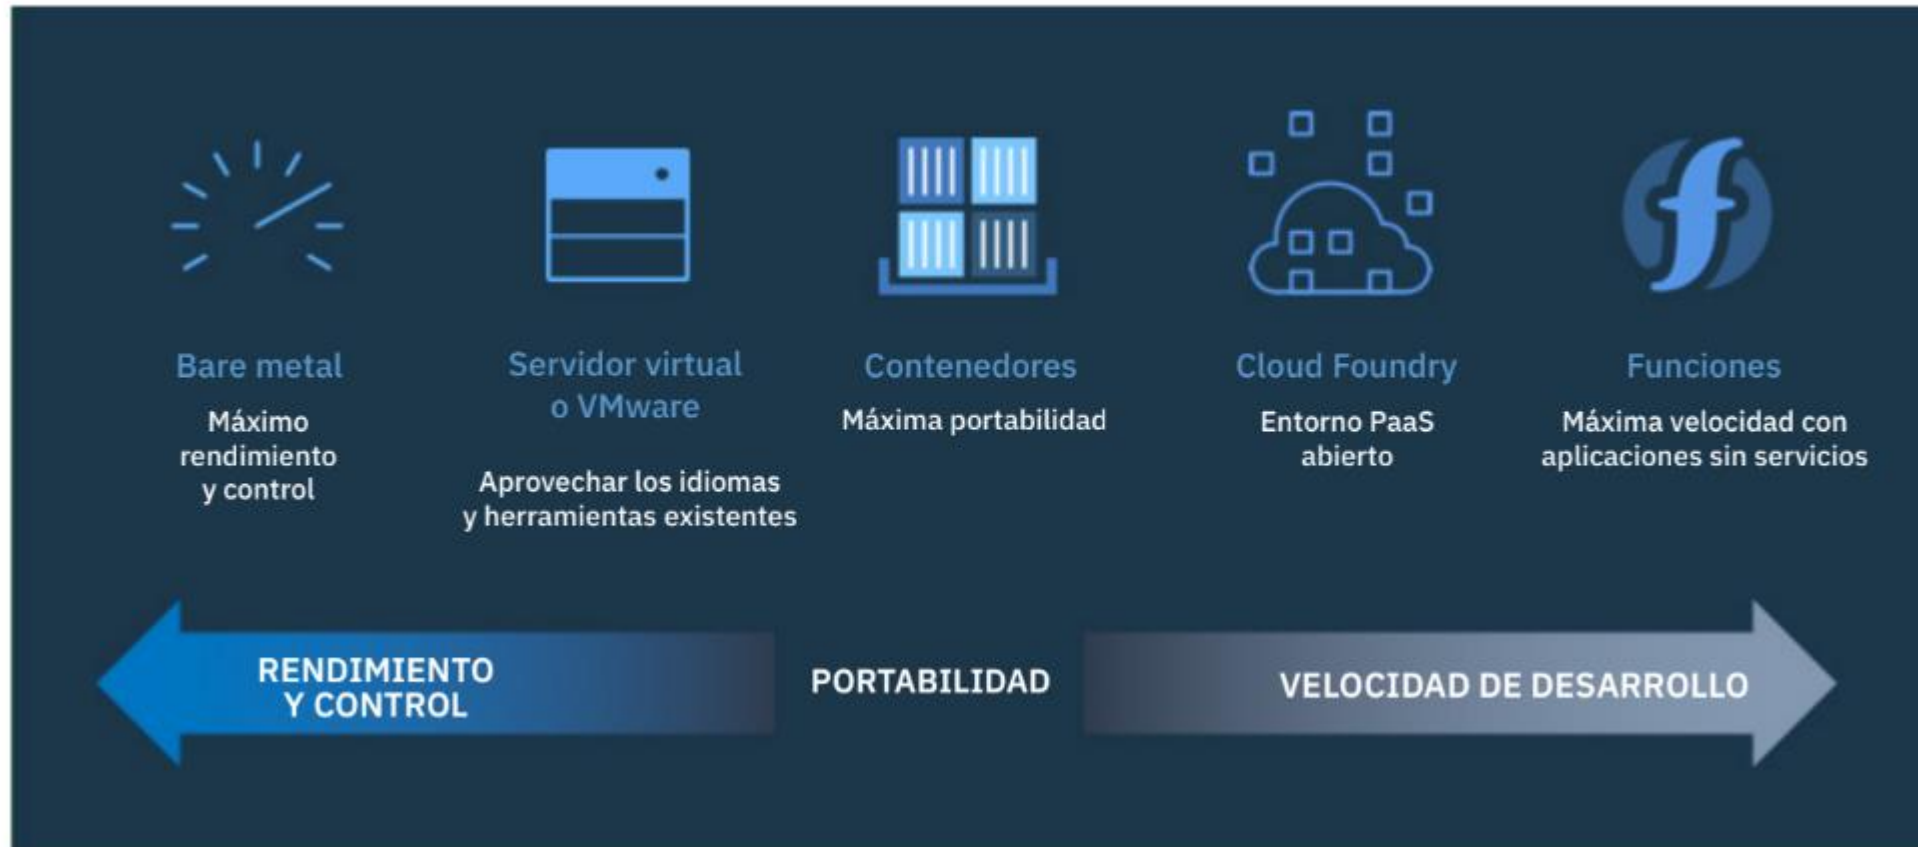 Bare metal
Máximo
rendimiento
y control
Servidor virtual
o VMware
Aprovechar los idiomas
y herramientas existentes
Contenedores
Máxima portabilidad
Cloud Foundry
Entorno PaaS
abierto
Funciones
Máxima velocidad con
aplicaciones sin servicios
RENDIMIENTO
Y CONTROL
PORTABILIDAD
VELOCIDAD DE DESARROLLO